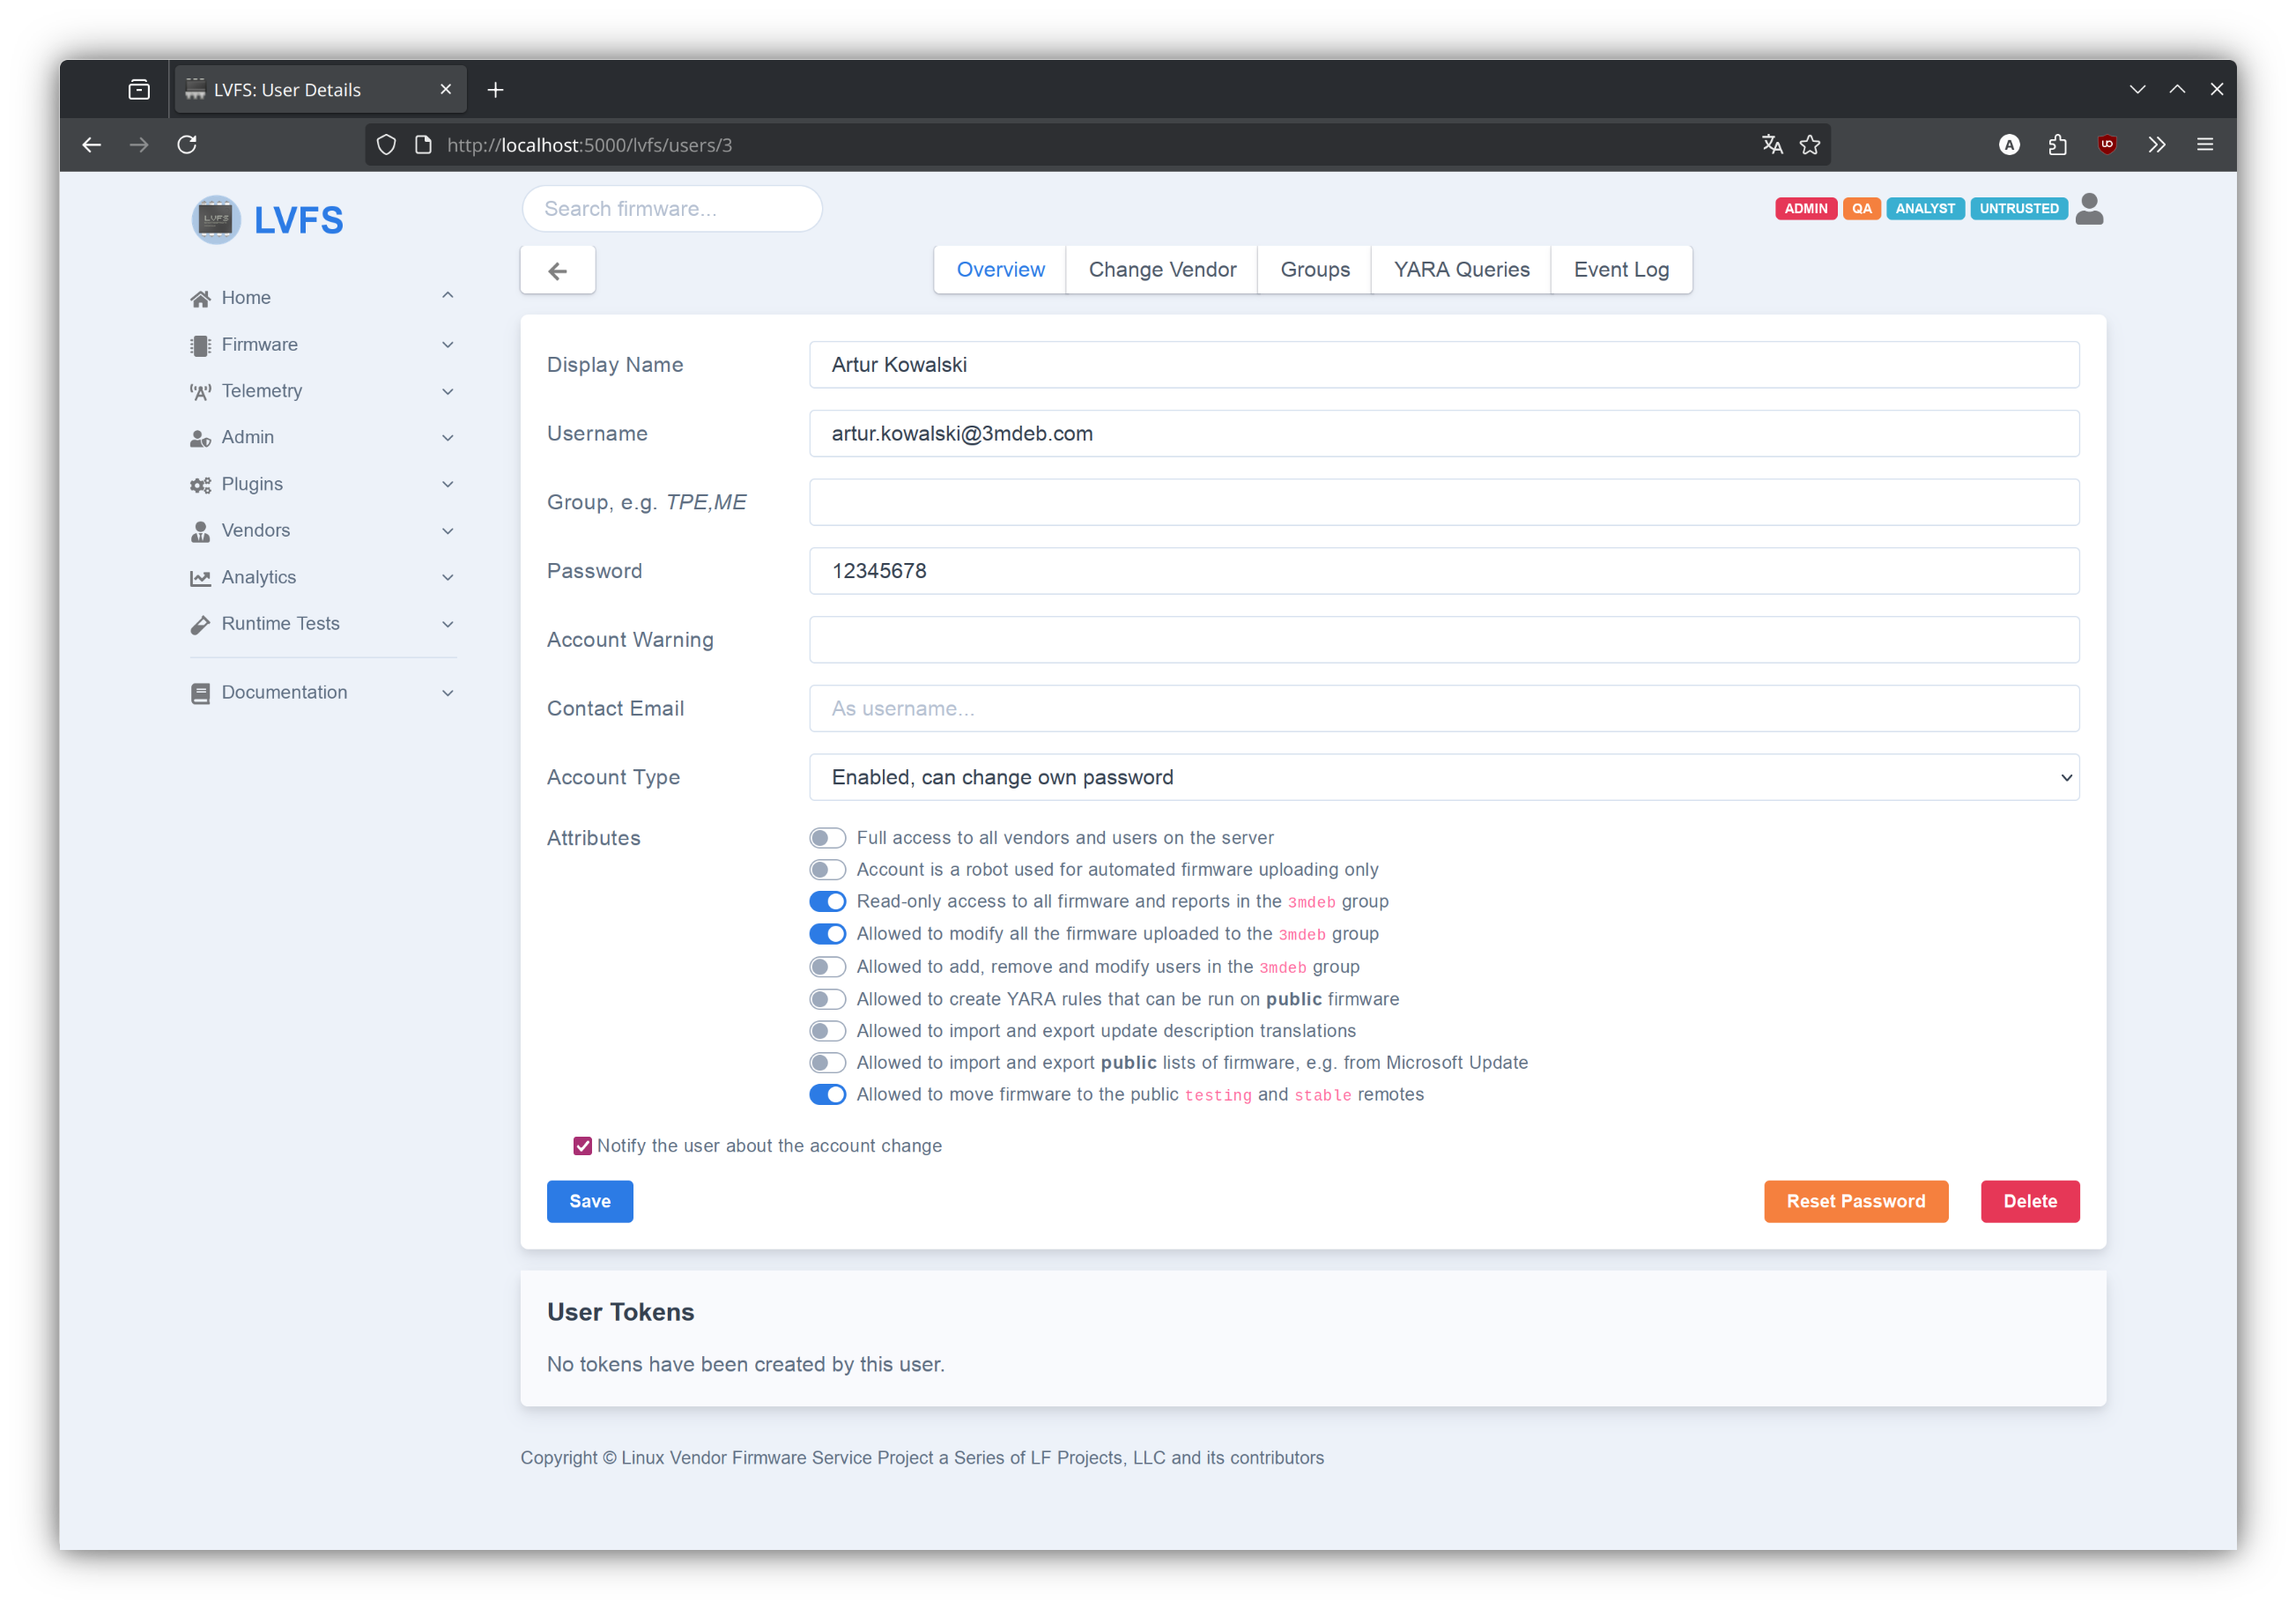 LVFS: User Details
http://localhost:5000/lvfs/users/3
LVFS
Search firmware...
ADMIN QA ANALYST UNTRUSTED
Overview Change Vendor Groups YARA Queries Event Log
Home
Firmware
Telemetry
Admin
Plugins
Vendors
Analytics
Runtime Tests
Documentation
Display Name Artur Kowalski
Username artur.kowalski@3mdeb.com
Group, e.g. TPE,ME
Password 12345678
Account Warning
Contact Email As username...
Account Type Enabled, can change own password
Attributes Full access to all vendors and users on the server
Account is a robot used for automated firmware uploading only
Read-only access to all firmware and reports in the 3mdeb group
Allowed to modify all the firmware uploaded to the 3mdeb group
Allowed to add, remove and modify users in the 3mdeb group
Allowed to create YARA rules that can be run on public firmware
Allowed to import and export update description translations
Allowed to import and export public lists of firmware, e.g. from Microsoft Update
Allowed to move firmware to the public testing and stable remotes
Notify the user about the account change
Save Reset Password Delete
User Tokens
No tokens have been created by this user.
Copyright © Linux Vendor Firmware Service Project a Series of LF Projects, LLC and its contributors